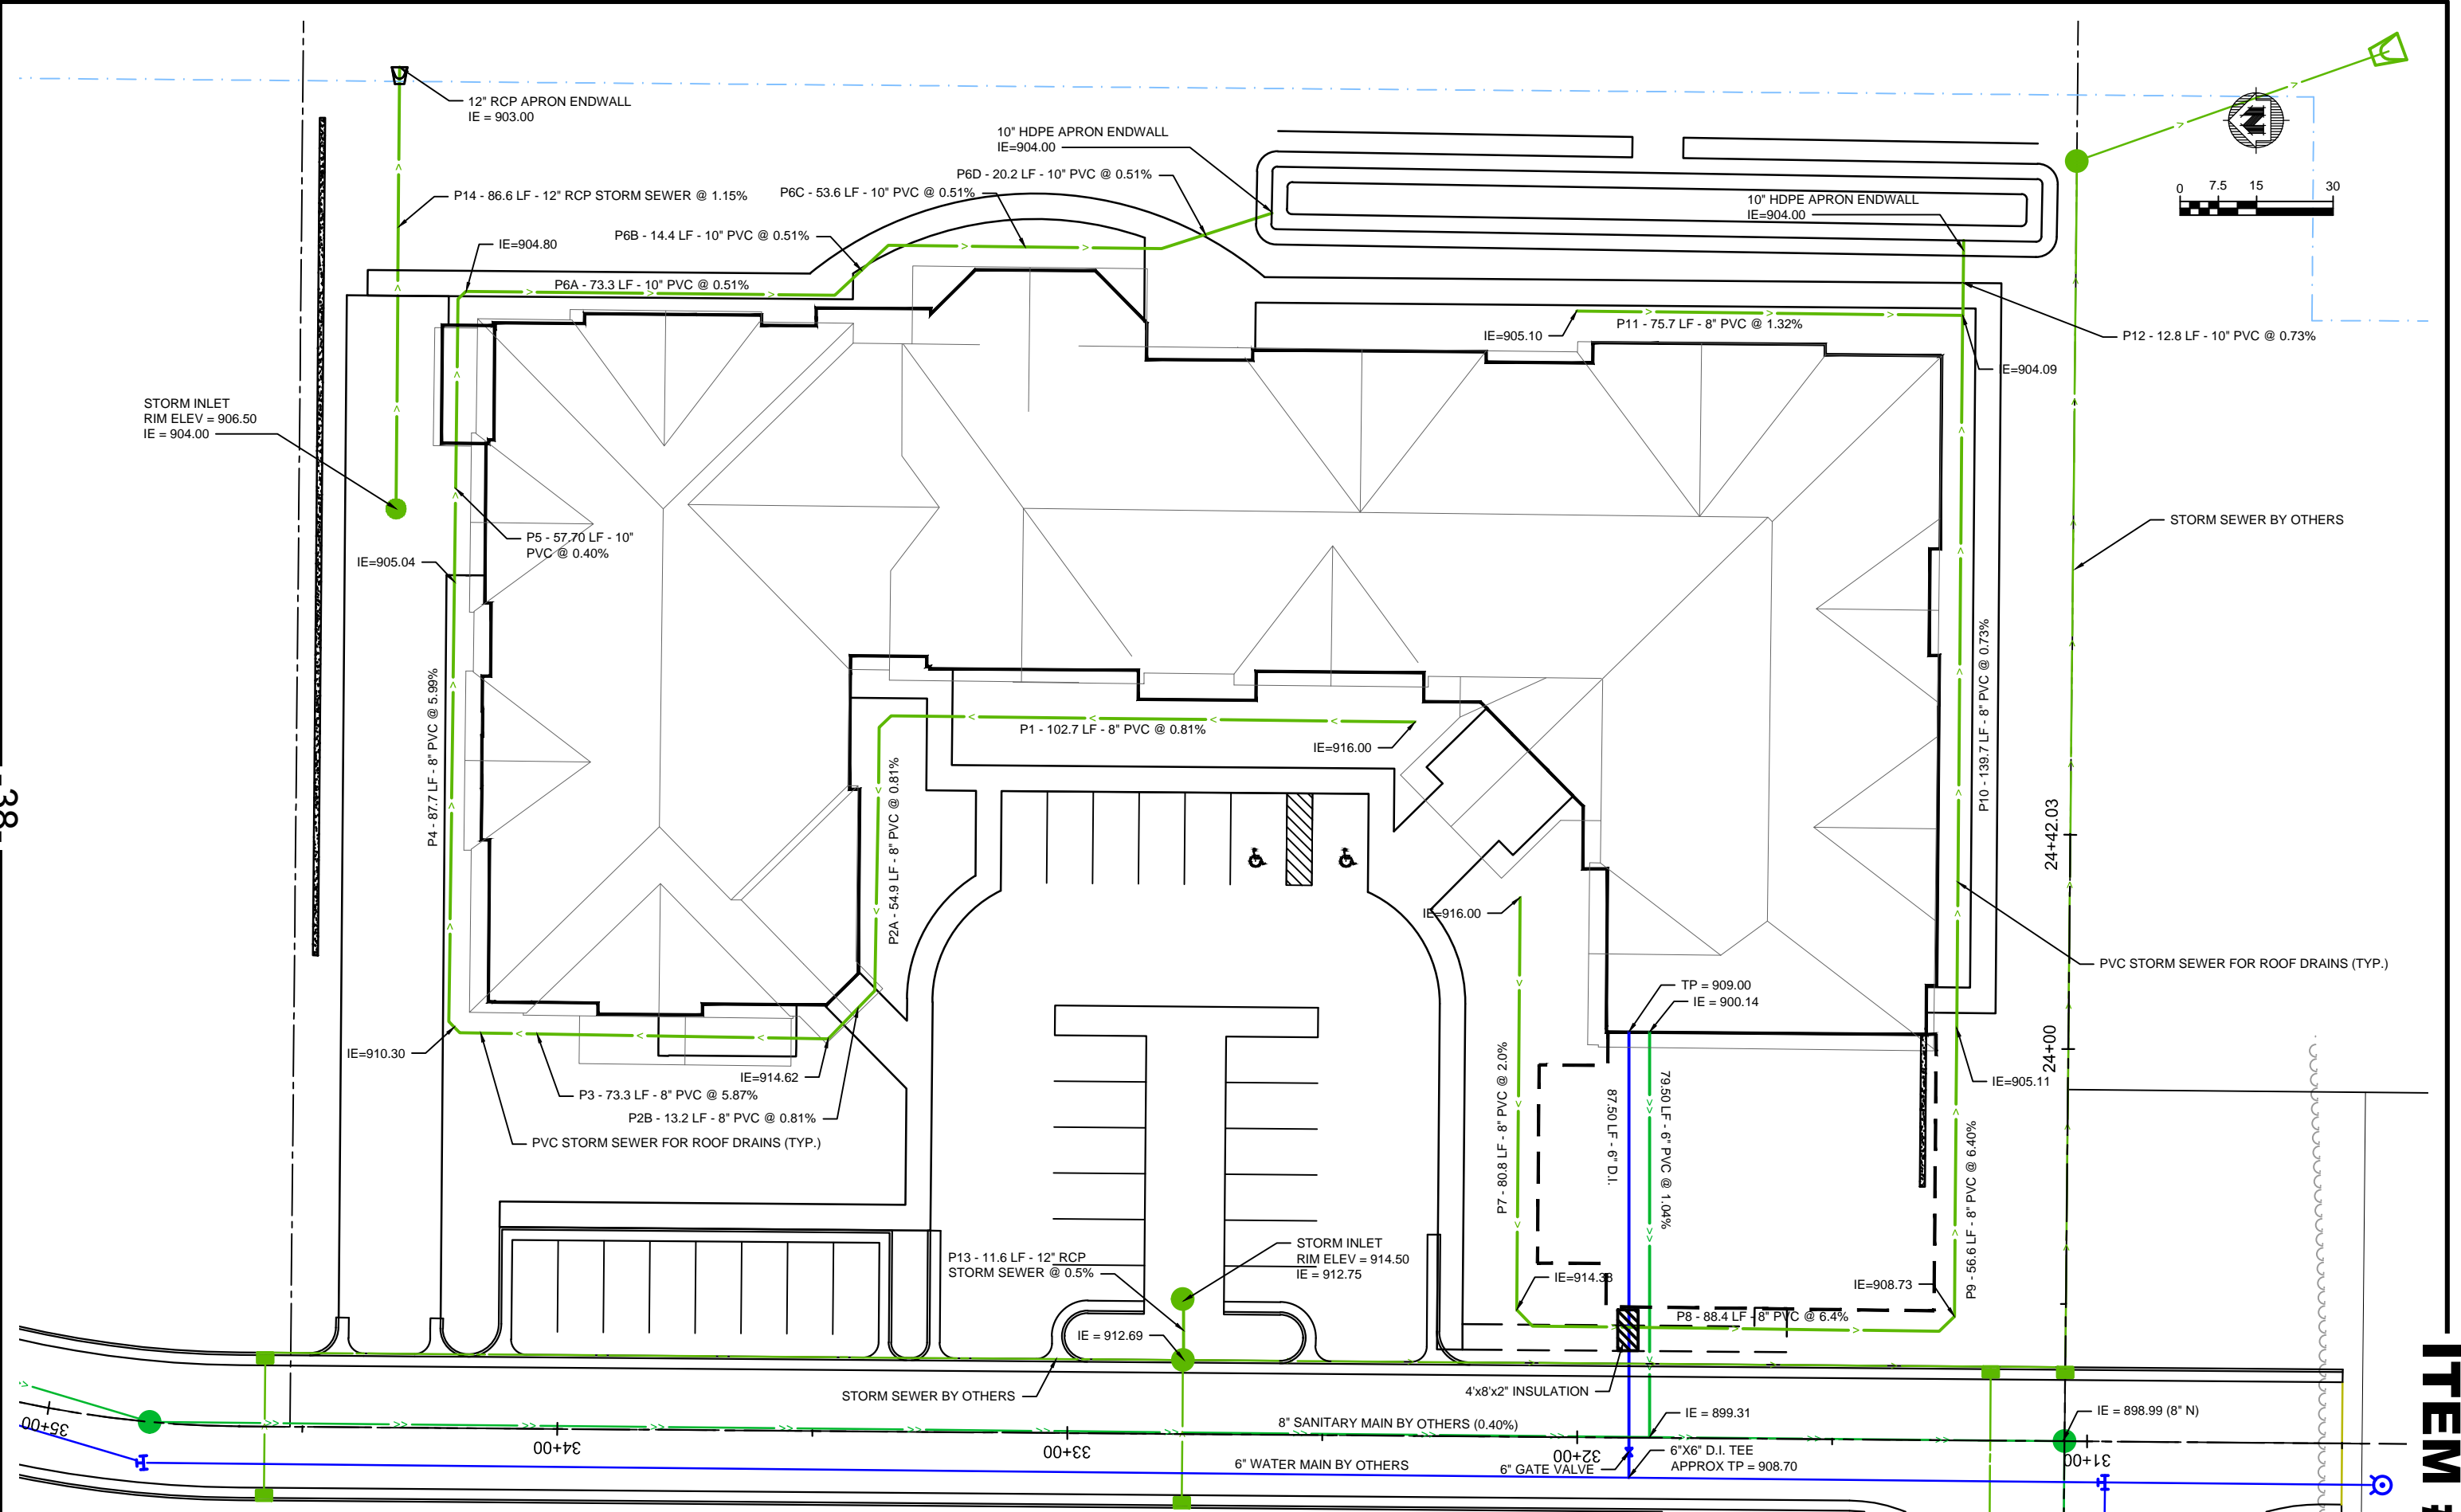 12" RCP APRON ENDWALL
IE = 903.00
10" HDPE APRON ENDWALL
IE=904.00
P6D - 20.2 LF - 10" PVC @ 0.51%
P14 - 86.6 LF - 12" RCP STORM SEWER @ 1.15%
P6C - 53.6 LF - 10" PVC @ 0.51%
10" HDPE APRON ENDWALL
IE=904.00
N
0 7.5 15 30
P6B - 14.4 LF - 10" PVC @ 0.51%
IE=904.80
P6A - 73.3 LF - 10" PVC @ 0.51%
P11 - 75.7 LF - 8" PVC @ 1.32%
IE=905.10
P12 - 12.8 LF - 10" PVC @ 0.73%
IE=904.09
STORM INLET
RIM ELEV = 906.50
IE = 904.00
STORM SEWER BY OTHERS
P5 - 57.70 LF - 10"
PVC @ 0.40%
IE=905.04
P4 - 87.7 LF - 8" PVC @ 5.99%
P10 - 139.7 LF - 8" PVC @ 0.73%
P1 - 102.7 LF - 8" PVC @ 0.81%
IE=916.00
P2A - 54.9 LF - 8" PVC @ 0.81%
24+42.03
38
IE=916.00
PVC STORM SEWER FOR ROOF DRAINS (TYP.)
TP = 909.00
IE = 900.14
24+00
IE=910.30
IE=914.62
IE=905.11
P3 - 73.3 LF - 8" PVC @ 5.87%
P2B - 13.2 LF - 8" PVC @ 0.81%
PVC STORM SEWER FOR ROOF DRAINS (TYP.)
P7 - 80.8 LF - 8" PVC @ 2.0%
87.50 LF - 6" D.I.
79.50 LF - 6" PVC @ 1.04%
P9 - 56.6 LF - 8" PVC @ 6.40%
P13 - 11.6 LF - 12" RCP
STORM SEWER @ 0.5%
STORM INLET
RIM ELEV = 914.50
IE = 912.75
IE=914.38
IE=908.73
P8 - 88.4 LF - 8" PVC @ 6.4%
IE = 912.69
STORM SEWER BY OTHERS
4'x8'x2" INSULATION
8" SANITARY MAIN BY OTHERS (0.40%)
IE = 899.31
IE = 898.99 (8" N)
35+00
34+00
33+00
32+00
31+00
6" WATER MAIN BY OTHERS
6" GATE VALVE
6"X6" D.I. TEE
APPROX TP = 908.70
ITEM